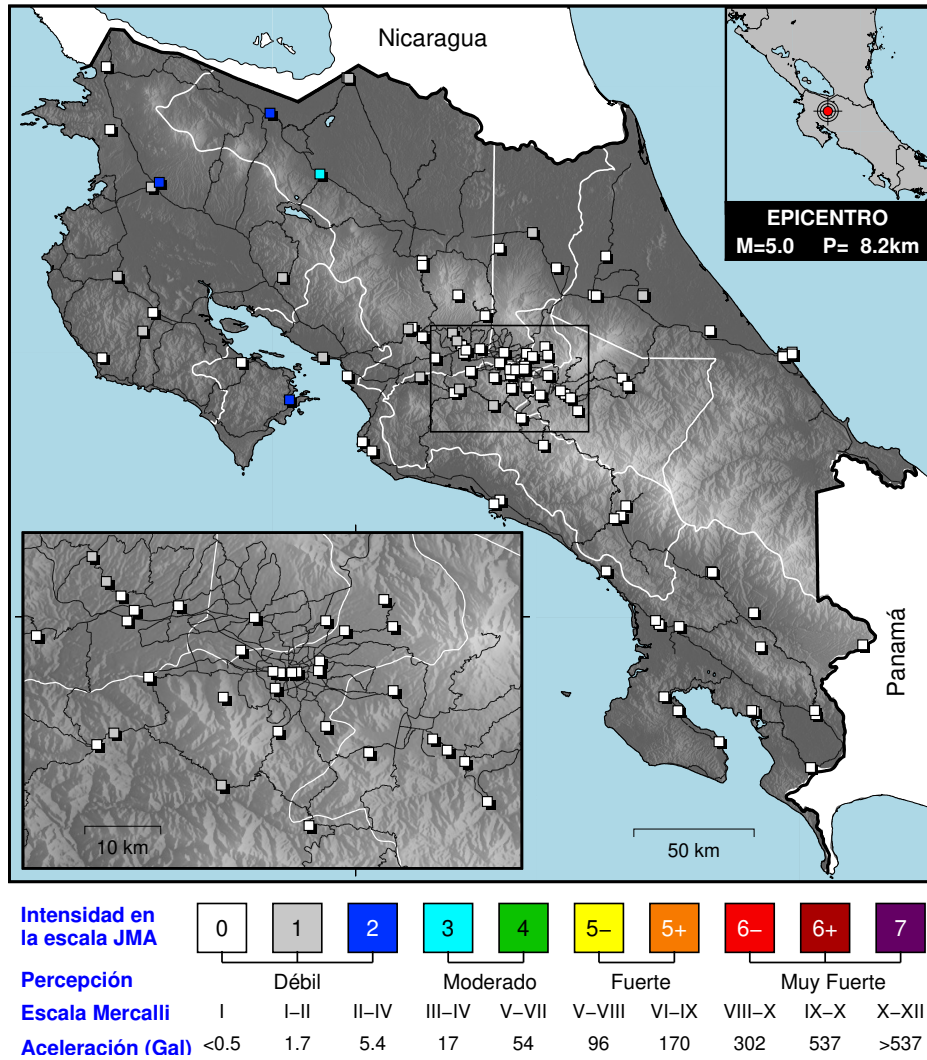 Nicaragua
EPICENTRO
M=5.0 P= 8.2km
Panamá
10 km
50 km
Intensidad en la escala JMA
0 1 2 3 4 5− 5+ 6− 6+ 7
Percepción Débil Moderado Fuerte Muy Fuerte
Escala Mercalli I I−II II−IV III−IV V−VII V−VIII VI−IX VIII−X IX−X X−XII
Aceleración (Gal) <0.5 1.7 5.4 17 54 96 170 302 537 >537